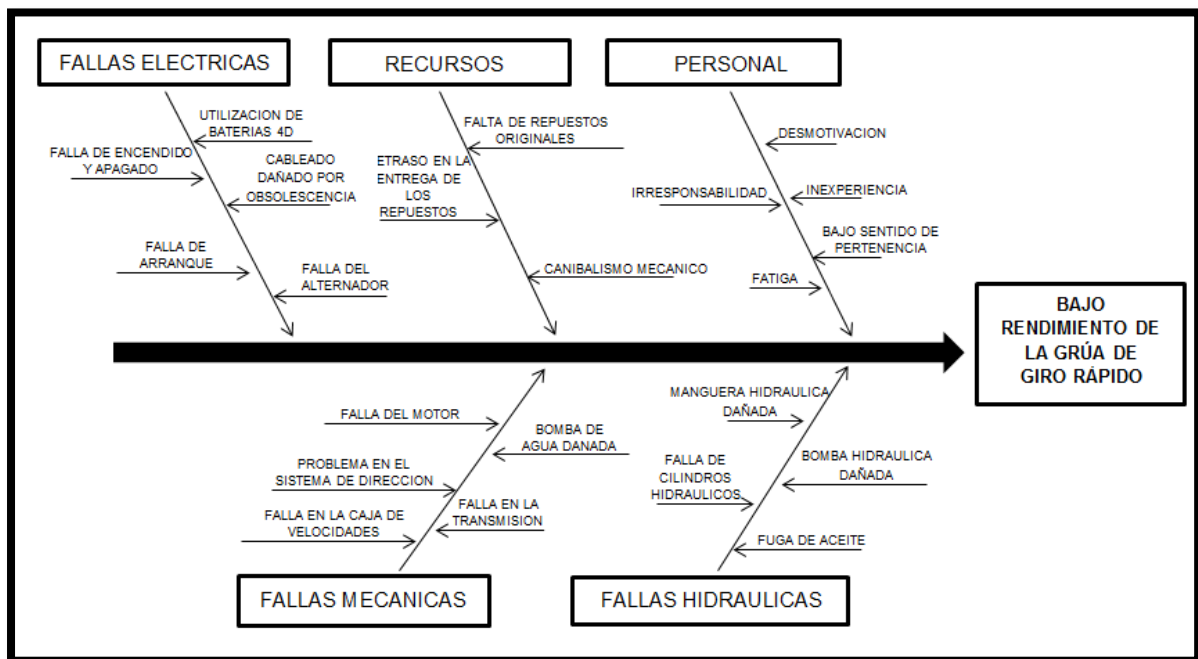 FALLAS ELECTRICAS
RECURSOS
PERSONAL
UTILIZACION DE
BATERIAS 4D
FALLA DE ENCENDIDO
Y APAGADO
CABLEADO
DAÑADO POR
OBSOLESCENCIA
FALLA DE
ARRANQUE
FALLA DEL
ALTERNADOR
FALTA DE REPUESTOS
ORIGINALES
ETRASO EN LA
ENTREGA DE
LOS
REPUESTOS
CANIBALISMO MECANICO
DESMOTIVACION
IRRESPONSABILIDAD
INEXPERIENCIA
BAJO SENTIDO DE
PERTENENCIA
FATIGA
BAJO
RENDIMIENTO DE
LA GRÚA DE
GIRO RÁPIDO
FALLA DEL MOTOR
BOMBA DE
AGUA DANADA
PROBLEMA EN EL
SISTEMA DE DIRECCION
FALLA EN LA
TRANSMISION
FALLA EN LA CAJA DE
VELOCIDADES
MANGUERA HIDRAULICA
DAÑADA
BOMBA HIDRAULICA
DAÑADA
FALLA DE
CILINDROS
HIDRAULICOS
FUGA DE ACEITE
FALLAS MECANICAS
FALLAS HIDRAULICAS